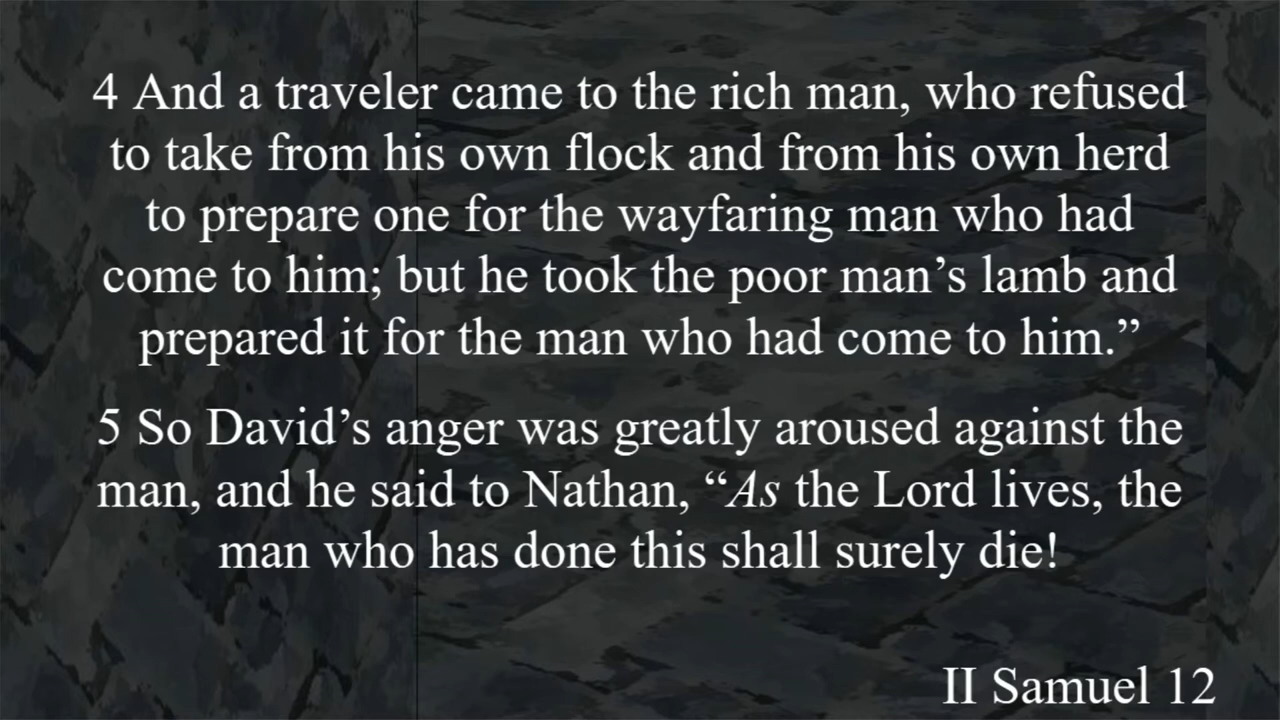 4 And a traveler came to the rich man, who refused
to take from his own flock and from his own herd
to prepare one for the wayfaring man who had
come to him; but he took the poor man’s lamb and
prepared it for the man who had come to him.”
5 So David’s anger was greatly aroused against the
man, and he said to Nathan, “As the Lord lives, the
man who has done this shall surely die!
II Samuel 12